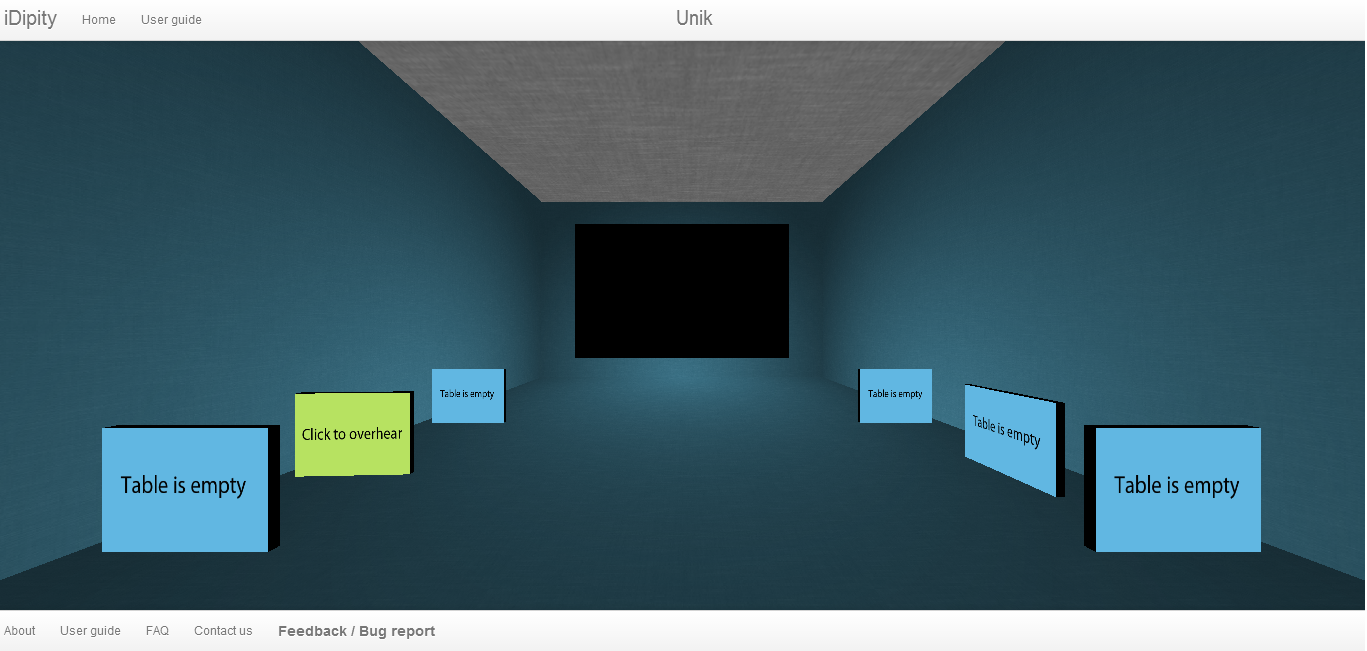 iDipity Home User guide Unik
Table is empty
Click to overhear
Table is empty
Table is empty
Table is empty
Table is empty
About User guide FAQ Contact us Feedback / Bug report